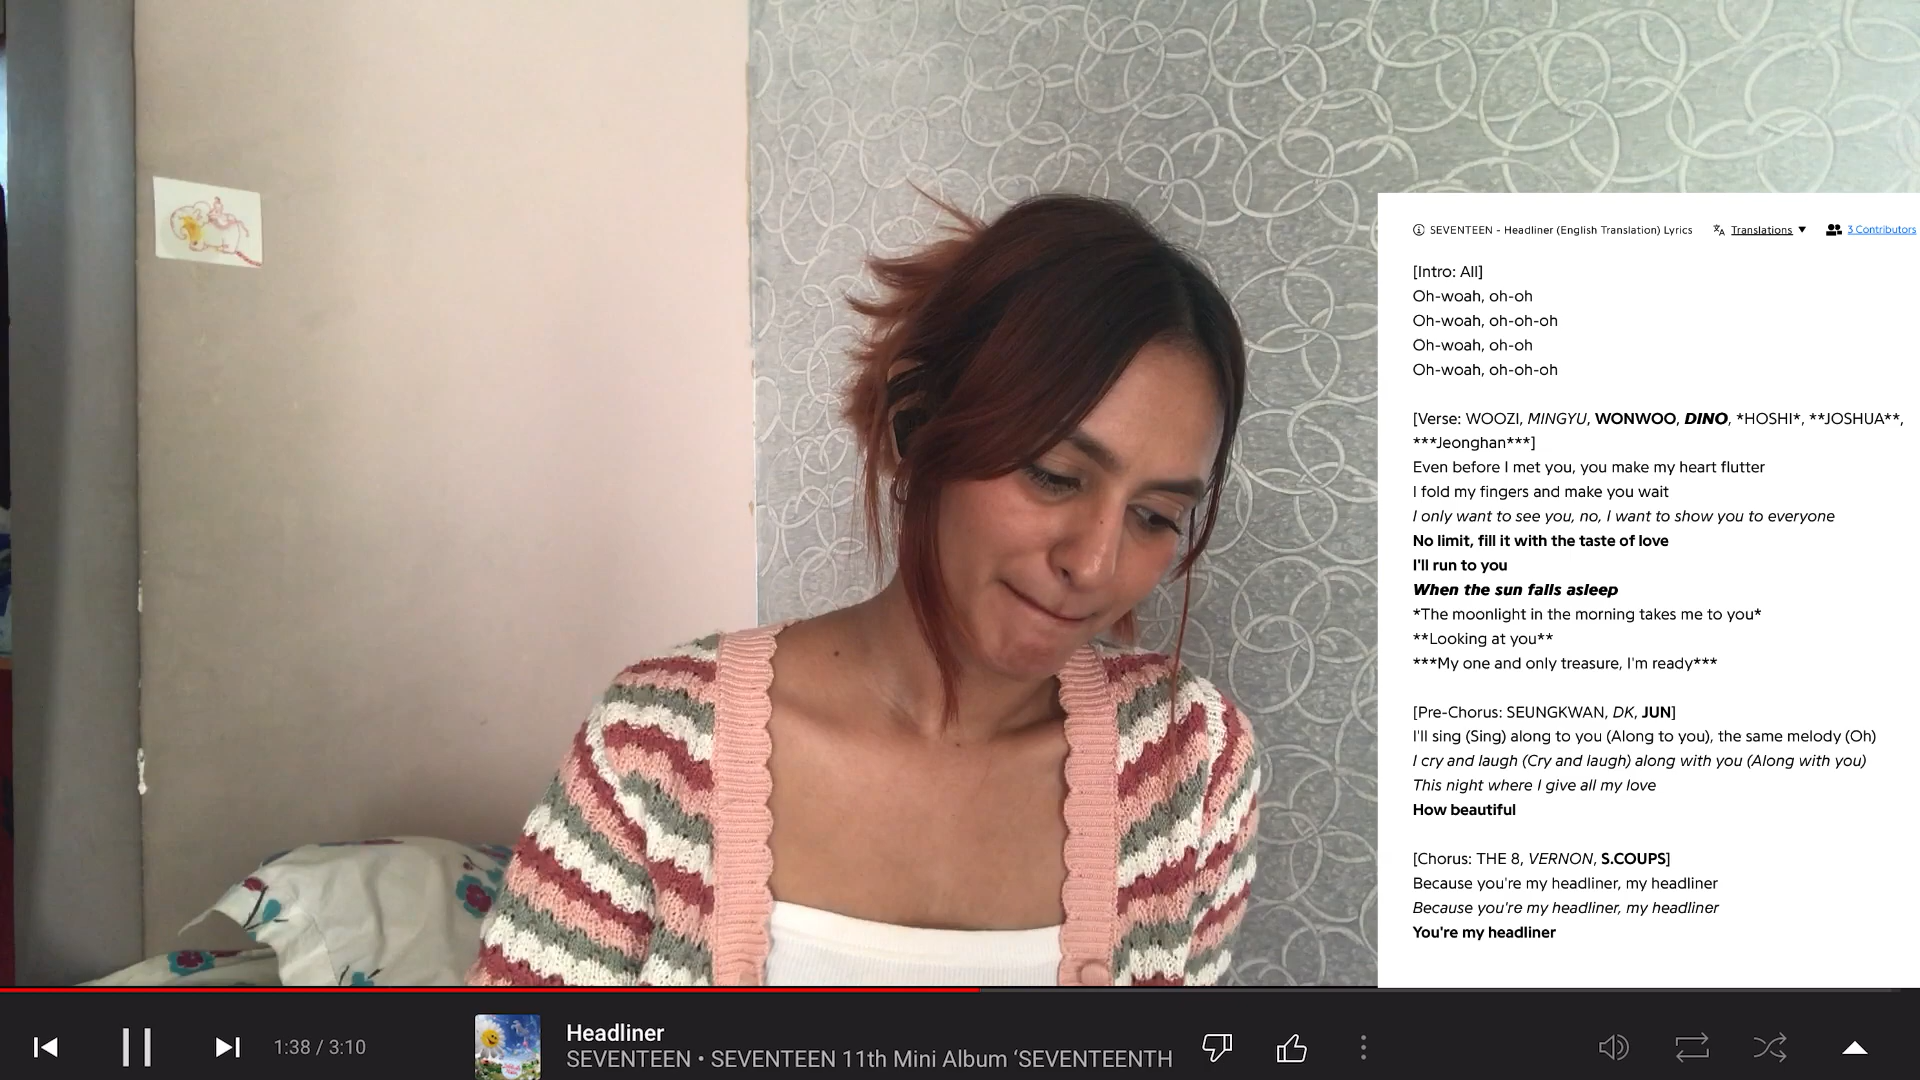 SEVENTEEN - Headliner (English Translation) Lyrics Translations 3 Contributors
[Intro: All]
Oh-woah, oh-oh
Oh-woah, oh-oh-oh
Oh-woah, oh-oh
Oh-woah, oh-oh-oh
[Verse: WOOZI, MINGYU, WONWOO, DINO, *HOSHI*, **JOSHUA**,
***Jeonghan***]
Even before I met you, you make my heart flutter
I fold my fingers and make you wait
I only want to see you, no, I want to show you to everyone
No limit, fill it with the taste of love
I'll run to you
When the sun falls asleep
*The moonlight in the morning takes me to you*
**Looking at you**
***My one and only treasure, I'm ready***
[Pre-Chorus: SEUNGKWAN, DK, JUN]
I'll sing (Sing) along to you (Along to you), the same melody (Oh)
I cry and laugh (Cry and laugh) along with you (Along with you)
This night where I give all my love
How beautiful
[Chorus: THE 8, VERNON, S.COUPS]
Because you're my headliner, my headliner
Because you're my headliner, my headliner
You're my headliner
1:38 / 3:10
Headliner
SEVENTEEN • SEVENTEEN 11th Mini Album ‘SEVENTEENTH